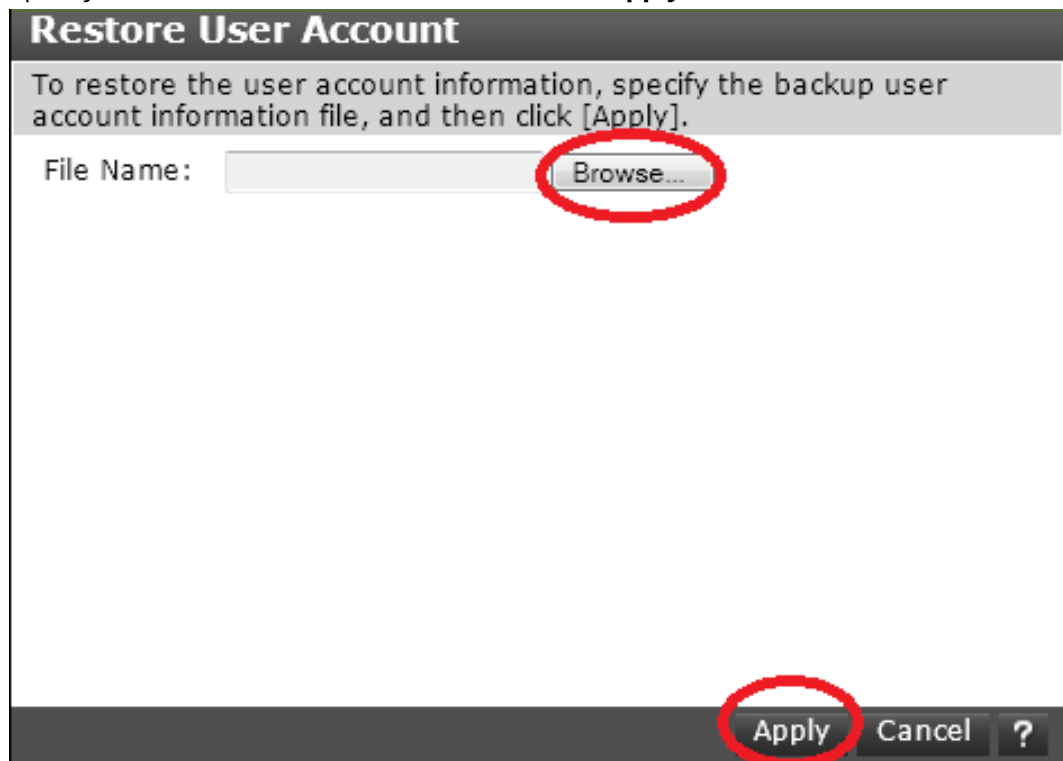 Restore User Account
To restore the user account information, specify the backup user
account information file, and then click [Apply].
File Name:
Browse...
Apply Cancel ?